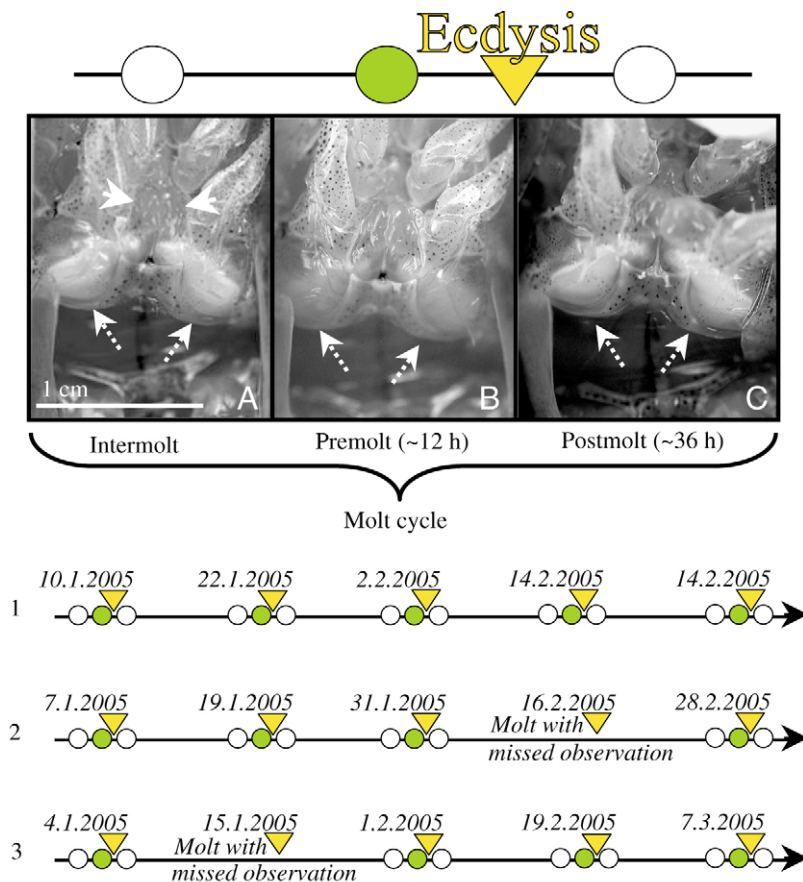 Ecdysis
1 cm
A
B
C
Intermolt
Premolt (~12 h)
Postmolt (~36 h)
Molt cycle
1
10.1.2005
22.1.2005
2.2.2005
14.2.2005
14.2.2005
2
7.1.2005
19.1.2005
31.1.2005
16.2.2005
28.2.2005
Molt with
missed observation
3
4.1.2005
15.1.2005
1.2.2005
19.2.2005
7.3.2005
Molt with
missed observation